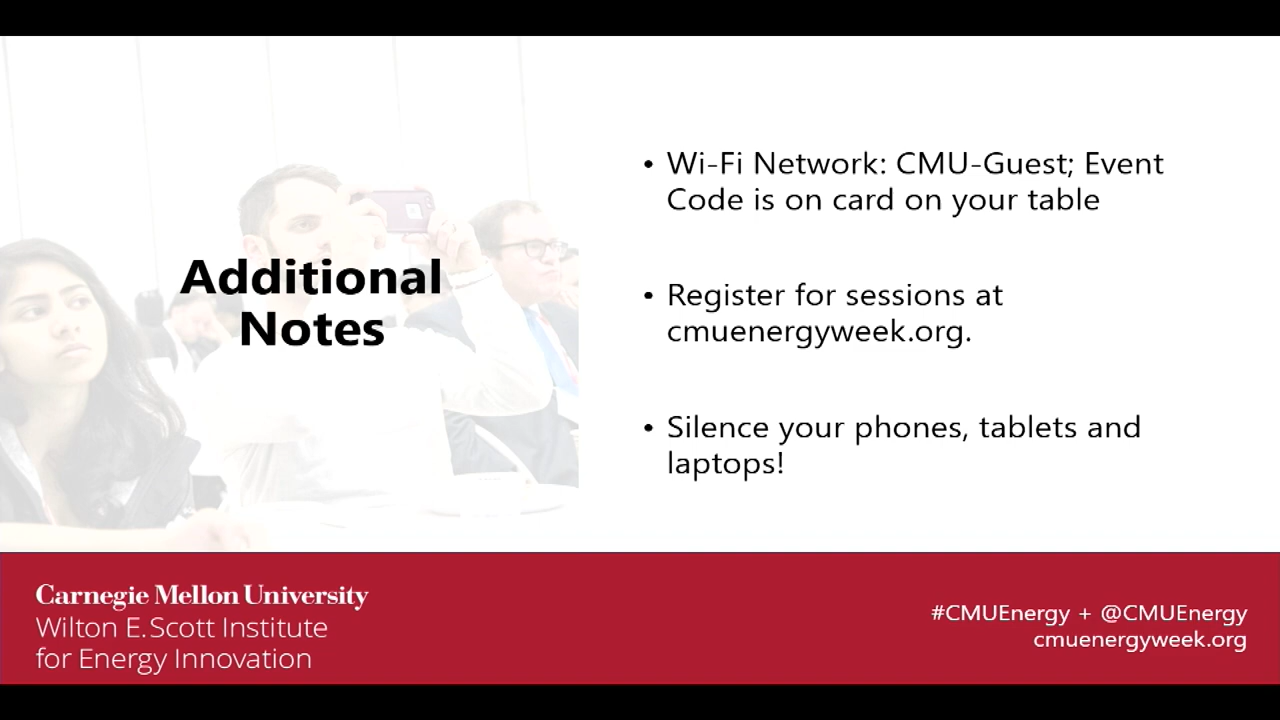 Additional
Notes
• Wi-Fi Network: CMU-Guest; Event
Code is on card on your table
• Register for sessions at
cmuenergyweek.org.
• Silence your phones, tablets and
laptops!
Carnegie Mellon University
Wilton E. Scott Institute
for Energy Innovation
#CMUEnergy + @CMUEnergy
cmuenergyweek.org